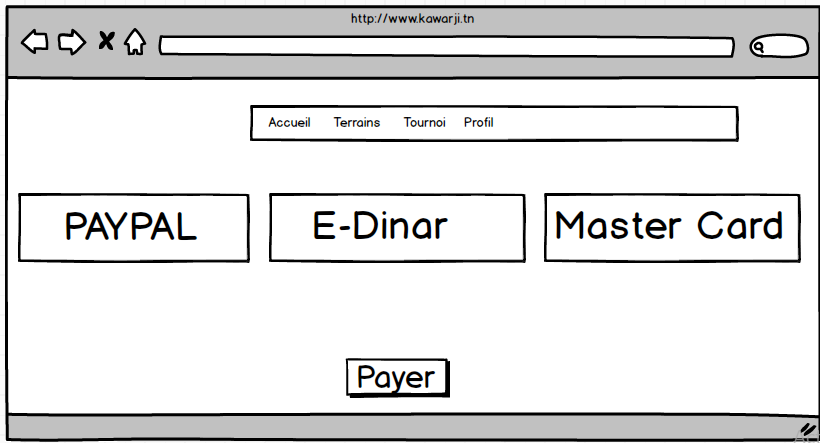 http://www.kawarji.tn
Accueil Terrains Tournoi Profil
PAYPAL E-Dinar Master Card
Payer